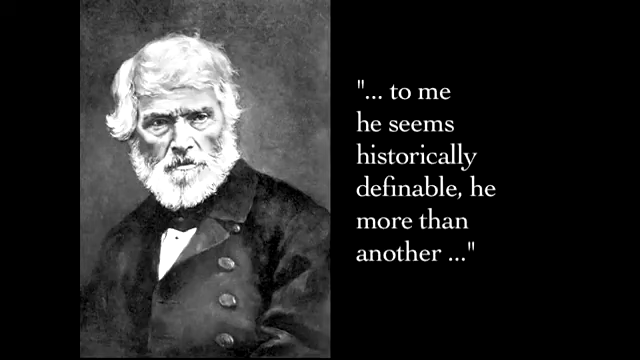 "... to me
he seems
historically
definable, he
more than
another ..."